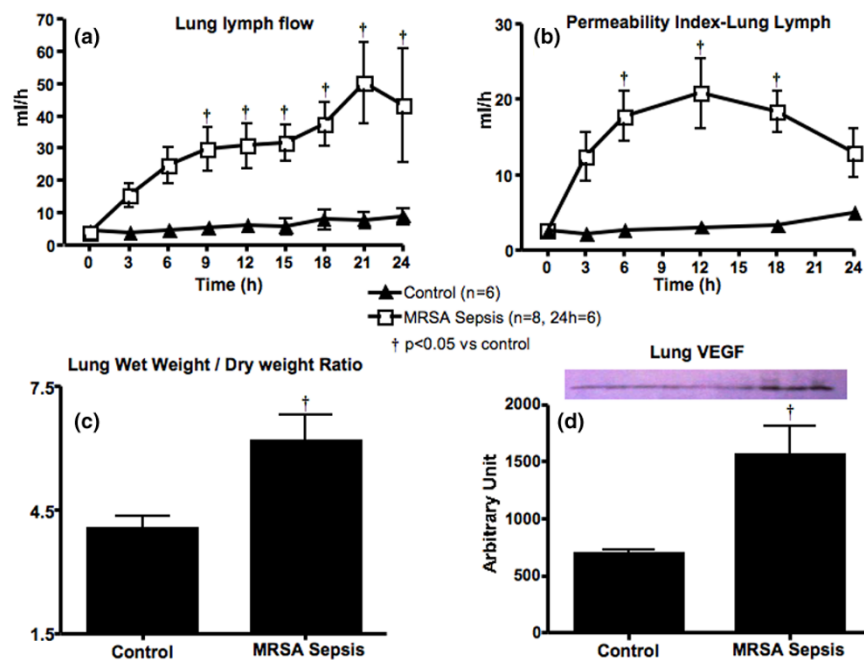 (a)
Lung lymph flow
ml/h
70
60
50
40
30
20
10
0
† † † † † †
0 3 6 9 12 15 18 21 24
Time (h)
(b)
Permeability Index-Lung Lymph
ml/h
30
20
10
0
† † †
0 3 6 12 18 24
Time (h)
Control (n=6)
MRSA Sepsis (n=8, 24h=6)
† p<0.05 vs control
Lung Wet Weight / Dry weight Ratio
(c)
7.5
4.5
1.5
†
Control MRSA Sepsis
Lung VEGF
(d)
Arbitrary Unit
2000
1500
1000
500
0
†
Control MRSA Sepsis